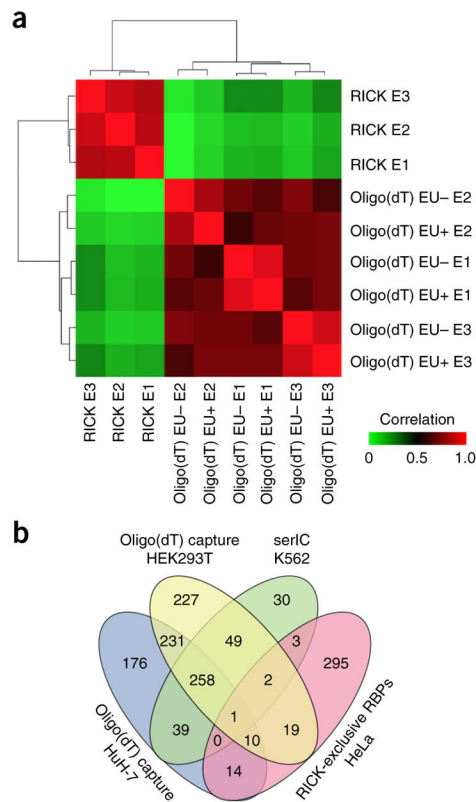 a
RICK E3
RICK E2
RICK E1
Oligo(dT) EU– E2
Oligo(dT) EU+ E2
Oligo(dT) EU– E1
Oligo(dT) EU+ E1
Oligo(dT) EU– E3
Oligo(dT) EU+ E3
RICK E3
RICK E2
RICK E1
Oligo(dT) EU– E2
Oligo(dT) EU+ E2
Oligo(dT) EU– E1
Oligo(dT) EU+ E1
Oligo(dT) EU– E3
Oligo(dT) EU+ E3
Correlation
0 0.5 1.0
b
Oligo(dT) capture
HEK293T
serIC
K562
227
30
231
49
3
176
258
2
295
1
39
0
10
19
14
Oligo(dT) capture
HuH-7
RICK-exclusive RBPs
HeLa